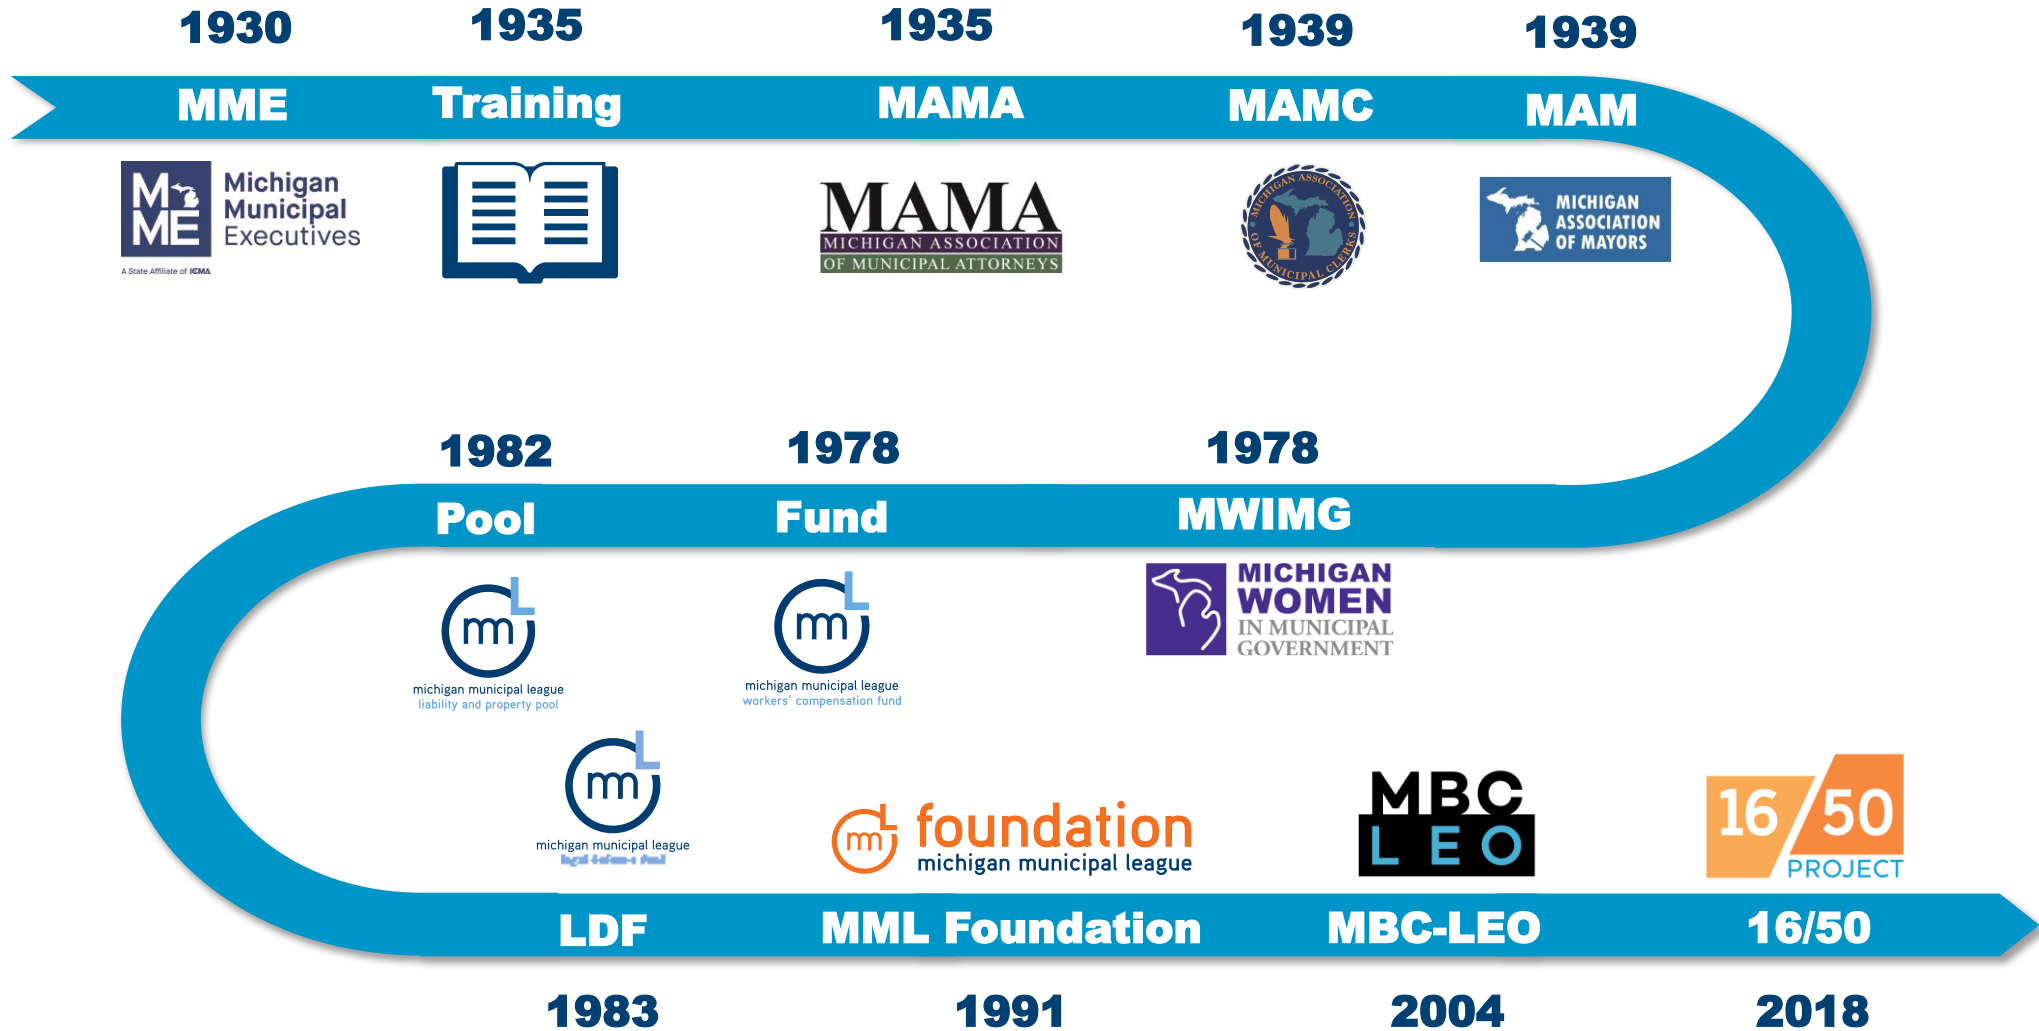 1930
MME
M
ME
Michigan
Municipal
Executives
A State Affiliate of ICMA
1935
Training
1935
MAMA
MAMA
MICHIGAN ASSOCIATION
OF MUNICIPAL ATTORNEYS
1939
MAMC
MICHIGAN ASSOCIATION
OF MUNICIPAL CLERKS
1939
MAM
MICHIGAN
ASSOCIATION
OF MAYORS
1978
MWIMG
MICHIGAN
WOMEN
IN MUNICIPAL
GOVERNMENT
1978
Fund
mL
michigan municipal league
workers' compensation fund
1982
Pool
mL
michigan municipal league
liability and property pool
mL
michigan municipal league
legal defense fund
LDF
1983
mL
foundation
michigan municipal league
MML Foundation
1991
MBC
LEO
MBC-LEO
2004
16/50
PROJECT
16/50
2018